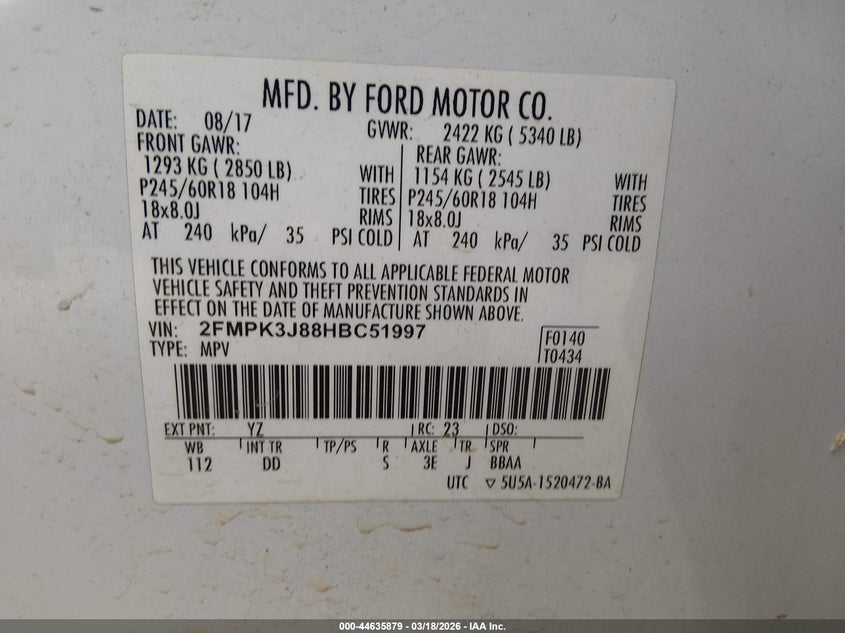 MFD. BY FORD MOTOR CO.
DATE: 08/17 GVWR: 2422 KG ( 5340 LB)
FRONT GAWR: REAR GAWR:
1293 KG ( 2850 LB) WITH 1154 KG ( 2545 LB) WITH
P245/60R18 104H TIRES P245/60R18 104H TIRES
18x8.0J RIMS 18x8.0J RIMS
AT 240 kPa/ 35 PSI COLD AT 240 kPa/ 35 PSI COLD
THIS VEHICLE CONFORMS TO ALL APPLICABLE FEDERAL MOTOR
VEHICLE SAFETY AND THEFT PREVENTION STANDARDS IN
EFFECT ON THE DATE OF MANUFACTURE SHOWN ABOVE.
VIN: 2FMPK3J88HBC51997 F0140
TYPE: MPV T0434
EXT PNT: YZ RC: 23 DSO:
WB INT TR TP/PS R AXLE TR SPR
112 DD S 3E J BBAA
UTC ▽ 5U5A-1520472-BA
000-44635879 - 03/18/2026 - IAA Inc.